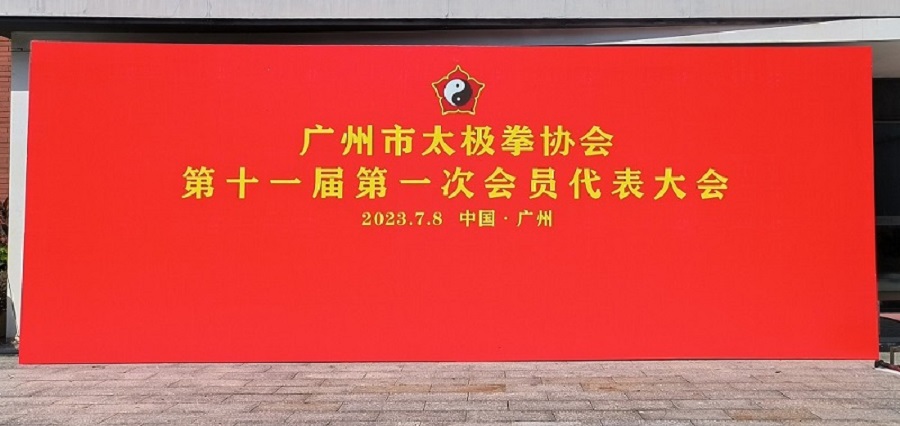 广州市太极拳协会
第十一届第一次会员代表大会
2023.7.8 中国·广州